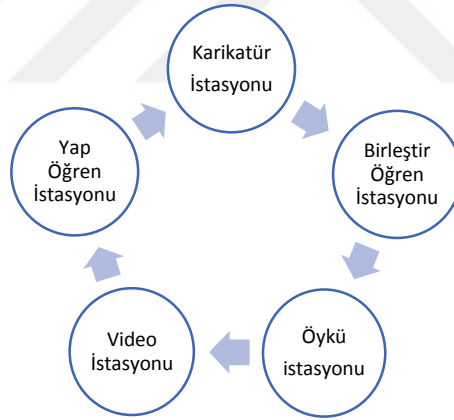 Karikatür
İstasyonu
Birleştir
Öğren
İstasyonu
Öykü
istasyonu
Video
İstasyonu
Yap
Öğren
İstasyonu